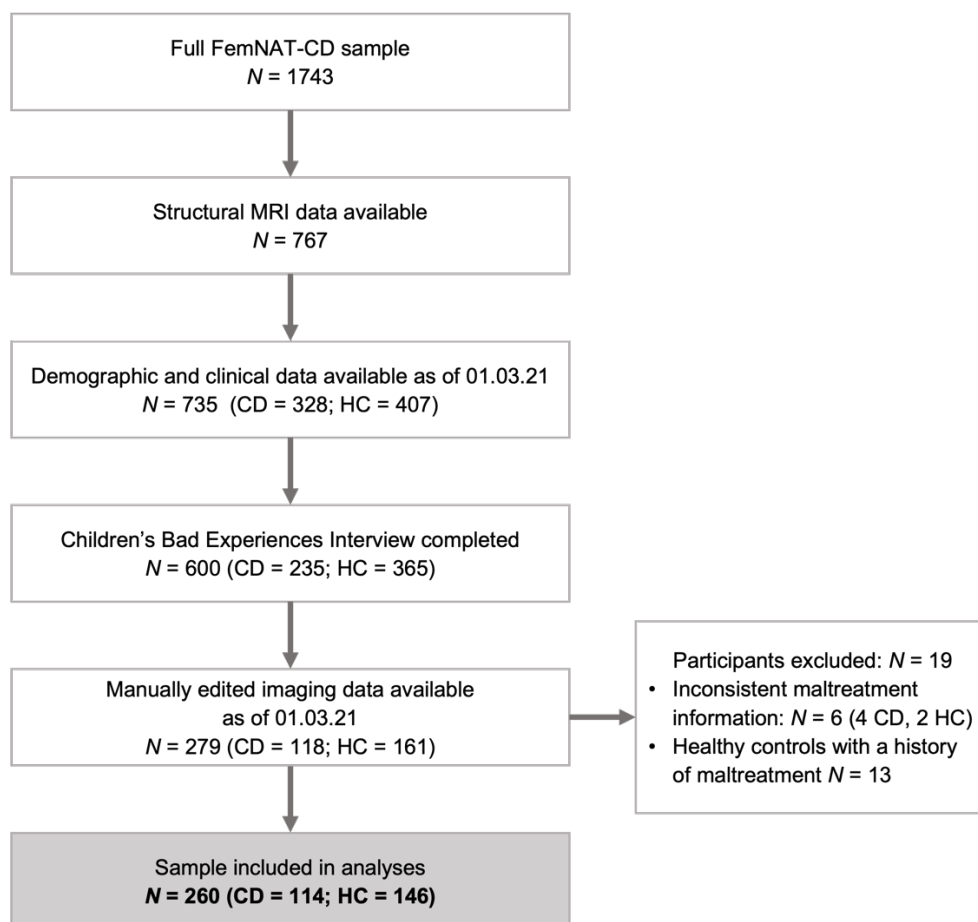 Full FemNAT-CD sample
N = 1743
Structural MRI data available
N = 767
Demographic and clinical data available as of 01.03.21
N = 735 (CD = 328; HC = 407)
Children’s Bad Experiences Interview completed
N = 600 (CD = 235; HC = 365)
Manually edited imaging data available
as of 01.03.21
N = 279 (CD = 118; HC = 161)
Participants excluded: N = 19
• Inconsistent maltreatment
information: N = 6 (4 CD, 2 HC)
• Healthy controls with a history
of maltreatment N = 13
Sample included in analyses
N = 260 (CD = 114; HC = 146)